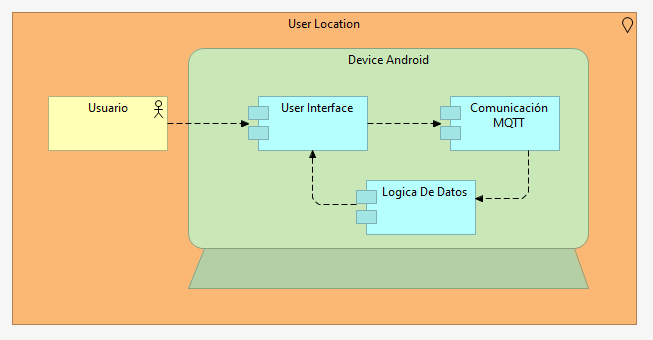 User Location
Device Android
Usuario
User Interface
Comunicación
MQTT
Logica De Datos